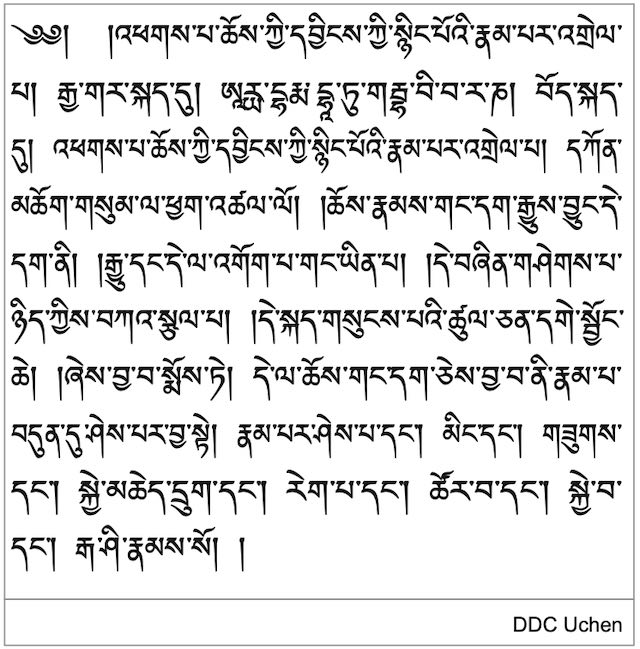 ༄༅། །འཕགས་པ་ཆོས་ཀྱི་དབྱིངས་ཀྱི་སྙིང་པོའི་རྣམ་པར་འགྲེལ་
པ། རྒྱ་གར་སྐད་དུ། ཨཱརྱ་དྷརྨ་དྷཱ་ཏུ་གརྦྷ་བི་བ་ར་ཎ། བོད་སྐད་
དུ། འཕགས་པ་ཆོས་ཀྱི་དབྱིངས་ཀྱི་སྙིང་པོའི་རྣམ་པར་འགྲེལ་པ། དཀོན་
མཆོག་གསུམ་ལ་ཕྱག་འཚལ་ལོ། །ཆོས་རྣམས་གང་དག་རྒྱུས་བྱུང་དེ་
དག་ནི། །རྒྱུ་དང་དེ་ལ་འགོག་པ་གང་ཡིན་པ། །དེ་བཞིན་གཤེགས་པ་
ཉིད་ཀྱིས་བཀའ་སྩལ་པ། །དེ་སྐད་གསུངས་པའི་ཚུལ་ཅན་དགེ་སྦྱོང་
ཆེ། །ཞེས་བྱ་བ་སྨོས་ཏེ། དེ་ལ་ཆོས་གང་དག་ཅེས་བྱ་བ་ནི་རྣམ་པ་
བདུན་དུ་ཤེས་པར་བྱ་སྟེ། རྣམ་པར་ཤེས་པ་དང་། མིང་དང་། གཟུགས་
དང་། སྐྱེ་མཆེད་དྲུག་དང་། རེག་པ་དང་། ཚོར་བ་དང་། སྐྱེ་བ་
དང་། རྒ་ཤི་རྣམས་སོ། །
DDC Uchen